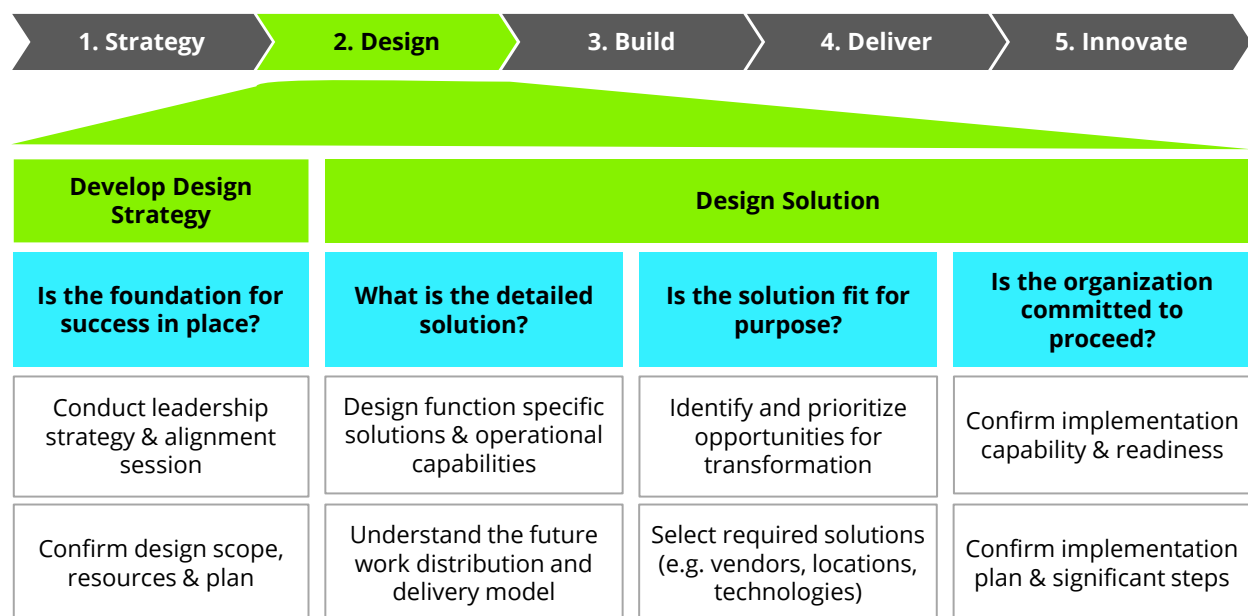 1. Strategy
2. Design
3. Build
4. Deliver
5. Innovate
Develop Design
Strategy
Design Solution
Is the foundation for
success in place?
What is the detailed
solution?
Is the solution fit for
purpose?
Is the organization
committed to
proceed?
Conduct leadership
strategy & alignment
session
Design function specific
solutions & operational
capabilities
Identify and prioritize
opportunities for
transformation
Confirm implementation
capability & readiness
Confirm design scope,
resources & plan
Understand the future
work distribution and
delivery model
Select required solutions
(e.g. vendors, locations,
technologies)
Confirm implementation
plan & significant steps